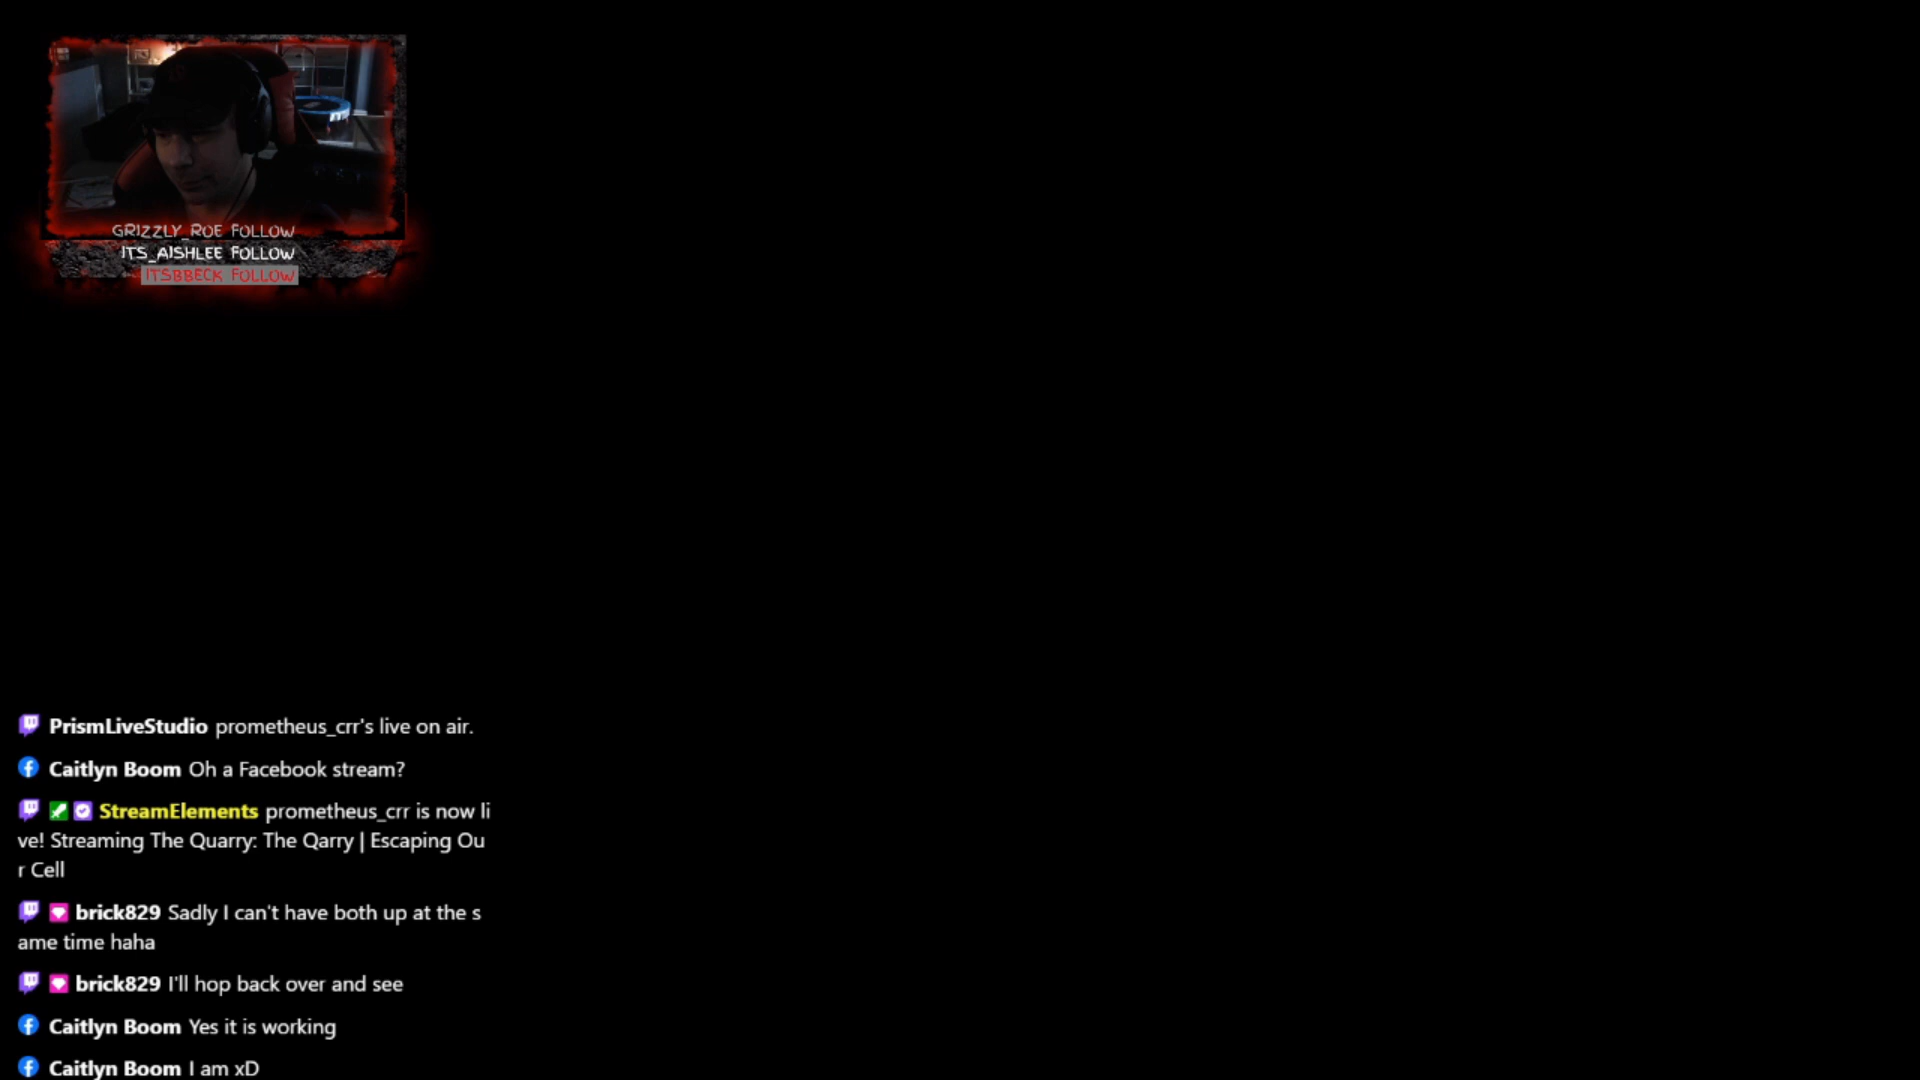 GRIZZLY_ROE FOLLOW
ITS_AISHLEE FOLLOW
ITSBBECK FOLLOW
PrismLiveStudio prometheus_crr's live on air.
Caitlyn Boom Oh a Facebook stream?
StreamElements prometheus_crr is now li
ve! Streaming The Quarry: The Qarry | Escaping Ou
r Cell
brick829 Sadly I can't have both up at the s
ame time haha
brick829 I'll hop back over and see
Caitlyn Boom Yes it is working
Caitlyn Boom I am xD